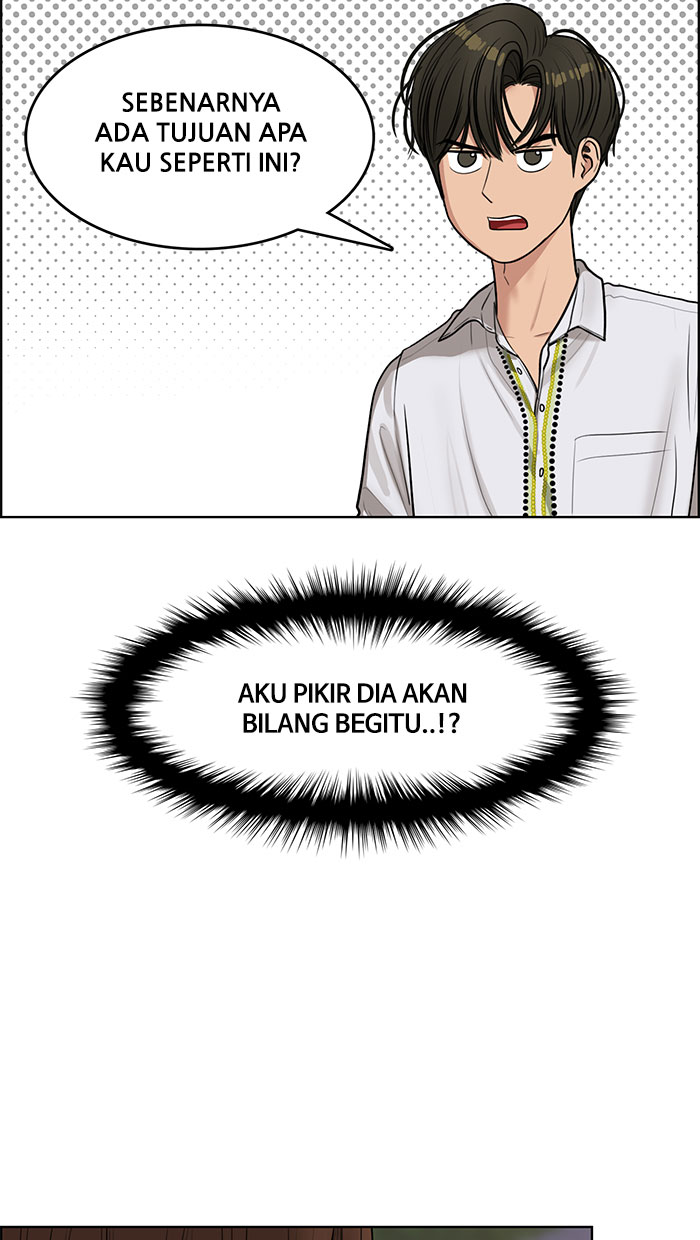 SEBENARNYA
ADA TUJUAN APA
KAU SEPERTI INI?
AKU PIKIR DIA AKAN
BILANG BEGITU..!?